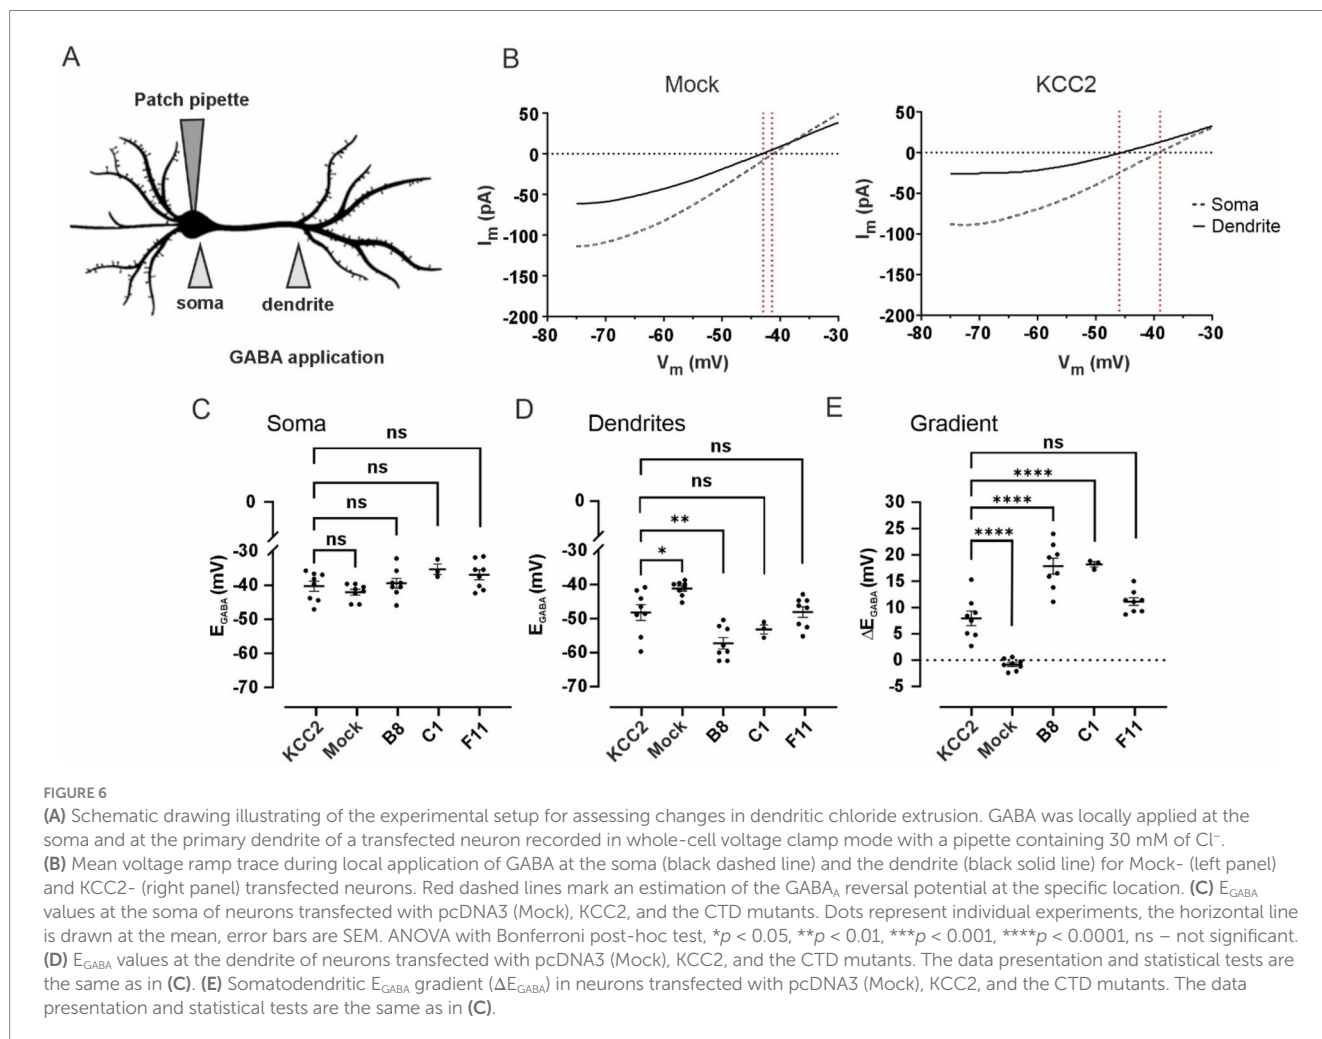 A
Patch pipette
soma
dendrite
GABA application
B
Mock
50
0
-50
-100
-150
-200
-80
-70
-60
-50
-40
-30
Im (pA)
Vm (mV)
KCC2
50
0
-50
-100
-150
-200
-80
-70
-60
-50
-40
-30
Im (pA)
Vm (mV)
Soma
Dendrite
C
Soma
ns
ns
ns
ns
0
-30
-40
-50
-60
-70
EGABA (mV)
KCC2
Mock
B8
C1
F11
D
Dendrites
ns
ns
**
*
0
-30
-40
-50
-60
-70
EGABA (mV)
KCC2
Mock
B8
C1
F11
E
Gradient
ns
****
****
****
30
25
20
15
10
5
0
-5
ΔEGABA (mV)
KCC2
Mock
B8
C1
F11
FIGURE 6
(A) Schematic drawing illustrating of the experimental setup for assessing changes in dendritic chloride extrusion. GABA was locally applied at the
soma and at the primary dendrite of a transfected neuron recorded in whole-cell voltage clamp mode with a pipette containing 30 mM of Cl⁻.
(B) Mean voltage ramp trace during local application of GABA at the soma (black dashed line) and the dendrite (black solid line) for Mock- (left panel)
and KCC2- (right panel) transfected neurons. Red dashed lines mark an estimation of the GABAA reversal potential at the specific location. (C) EGABA
values at the soma of neurons transfected with pcDNA3 (Mock), KCC2, and the CTD mutants. Dots represent individual experiments, the horizontal line
is drawn at the mean, error bars are SEM. ANOVA with Bonferroni post-hoc test, *p < 0.05, **p < 0.01, ***p < 0.001, ****p < 0.0001, ns – not significant.
(D) EGABA values at the dendrite of neurons transfected with pcDNA3 (Mock), KCC2, and the CTD mutants. The data presentation and statistical tests are
the same as in (C). (E) Somatodendritic EGABA gradient (ΔEGABA) in neurons transfected with pcDNA3 (Mock), KCC2, and the CTD mutants. The data
presentation and statistical tests are the same as in (C).